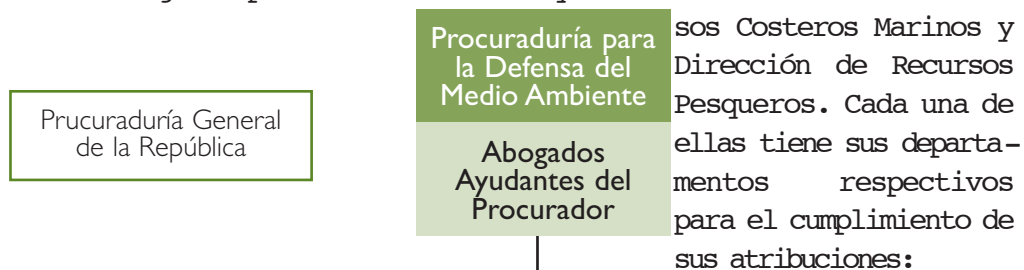 Prucuraduría General
de la República
Procuraduría para
la Defensa del
Medio Ambiente
Abogados
Ayudantes del
Procurador
sos Costeros Marinos y
Dirección de Recursos
Pesqueros. Cada una de
ellas tiene sus departa-
mentos respectivos
para el cumplimiento de
sus atribuciones: